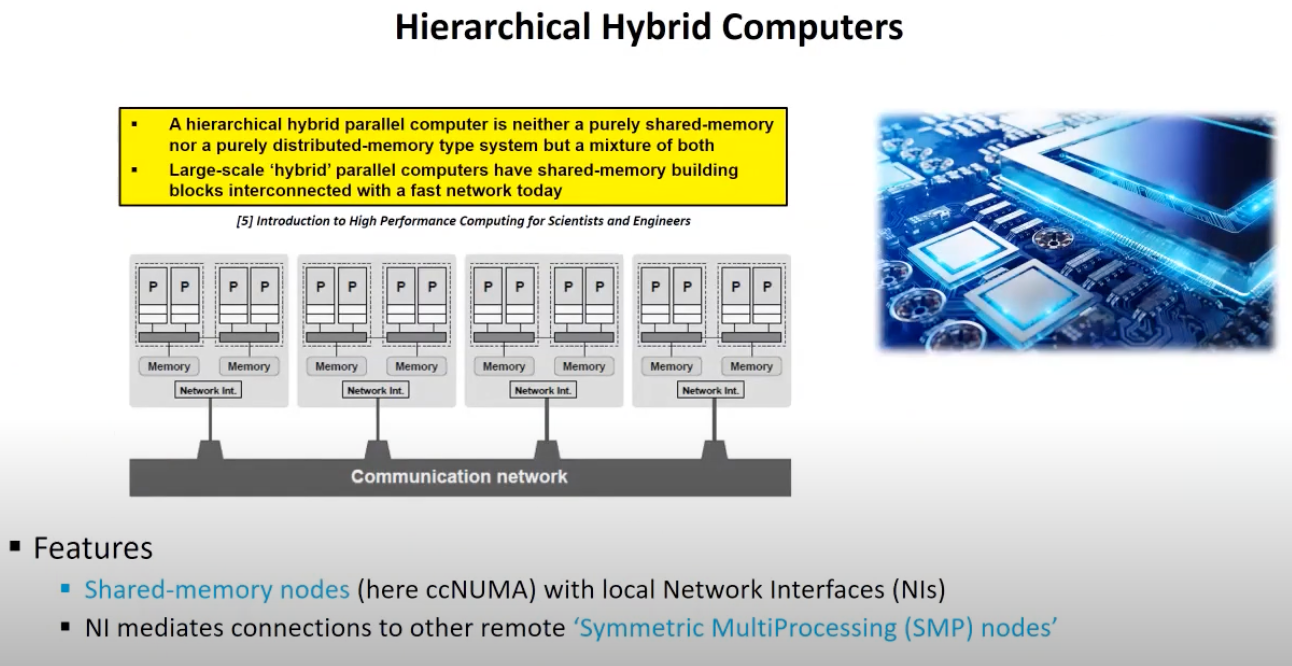 Hierarchical Hybrid Computers
▪ A hierarchical hybrid parallel computer is neither a purely shared-memory
nor a purely distributed-memory type system but a mixture of both
▪ Large-scale ‘hybrid’ parallel computers have shared-memory building
blocks interconnected with a fast network today
[5] Introduction to High Performance Computing for Scientists and Engineers
P P P P P P P P P P P P P P P P
Memory Memory Memory Memory Memory Memory Memory Memory
Network Int. Network Int. Network Int. Network Int.
Communication network
▪ Features
▪ Shared-memory nodes (here ccNUMA) with local Network Interfaces (NIs)
▪ NI mediates connections to other remote ‘Symmetric MultiProcessing (SMP) nodes’